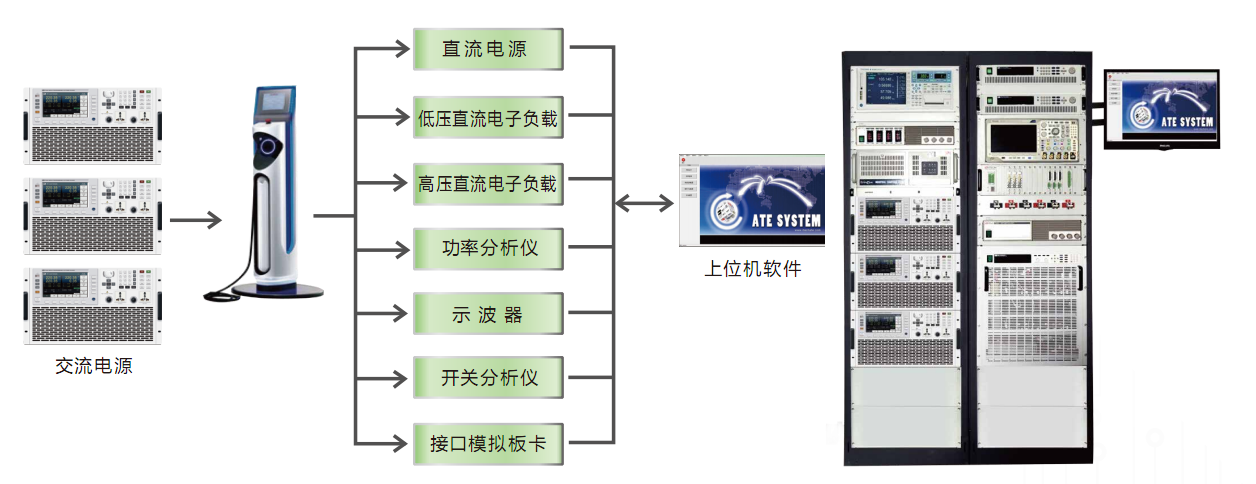 交流电源
直流电源
低压直流电子负载
高压直流电子负载
功率分析仪
示波器
开关分析仪
接口模拟板卡
ATE SYSTEM
上位机软件
ATE SYSTEM